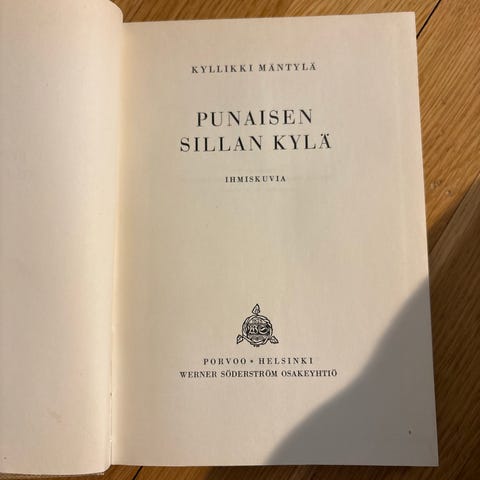 KYLLIKKI MÄNTYLÄ
PUNAISEN
SILLAN KYLÄ
IHMISKUVIA
PORVOO • HELSINKI
WERNER SÖDERSTRÖM OSAKEYHTIÖ